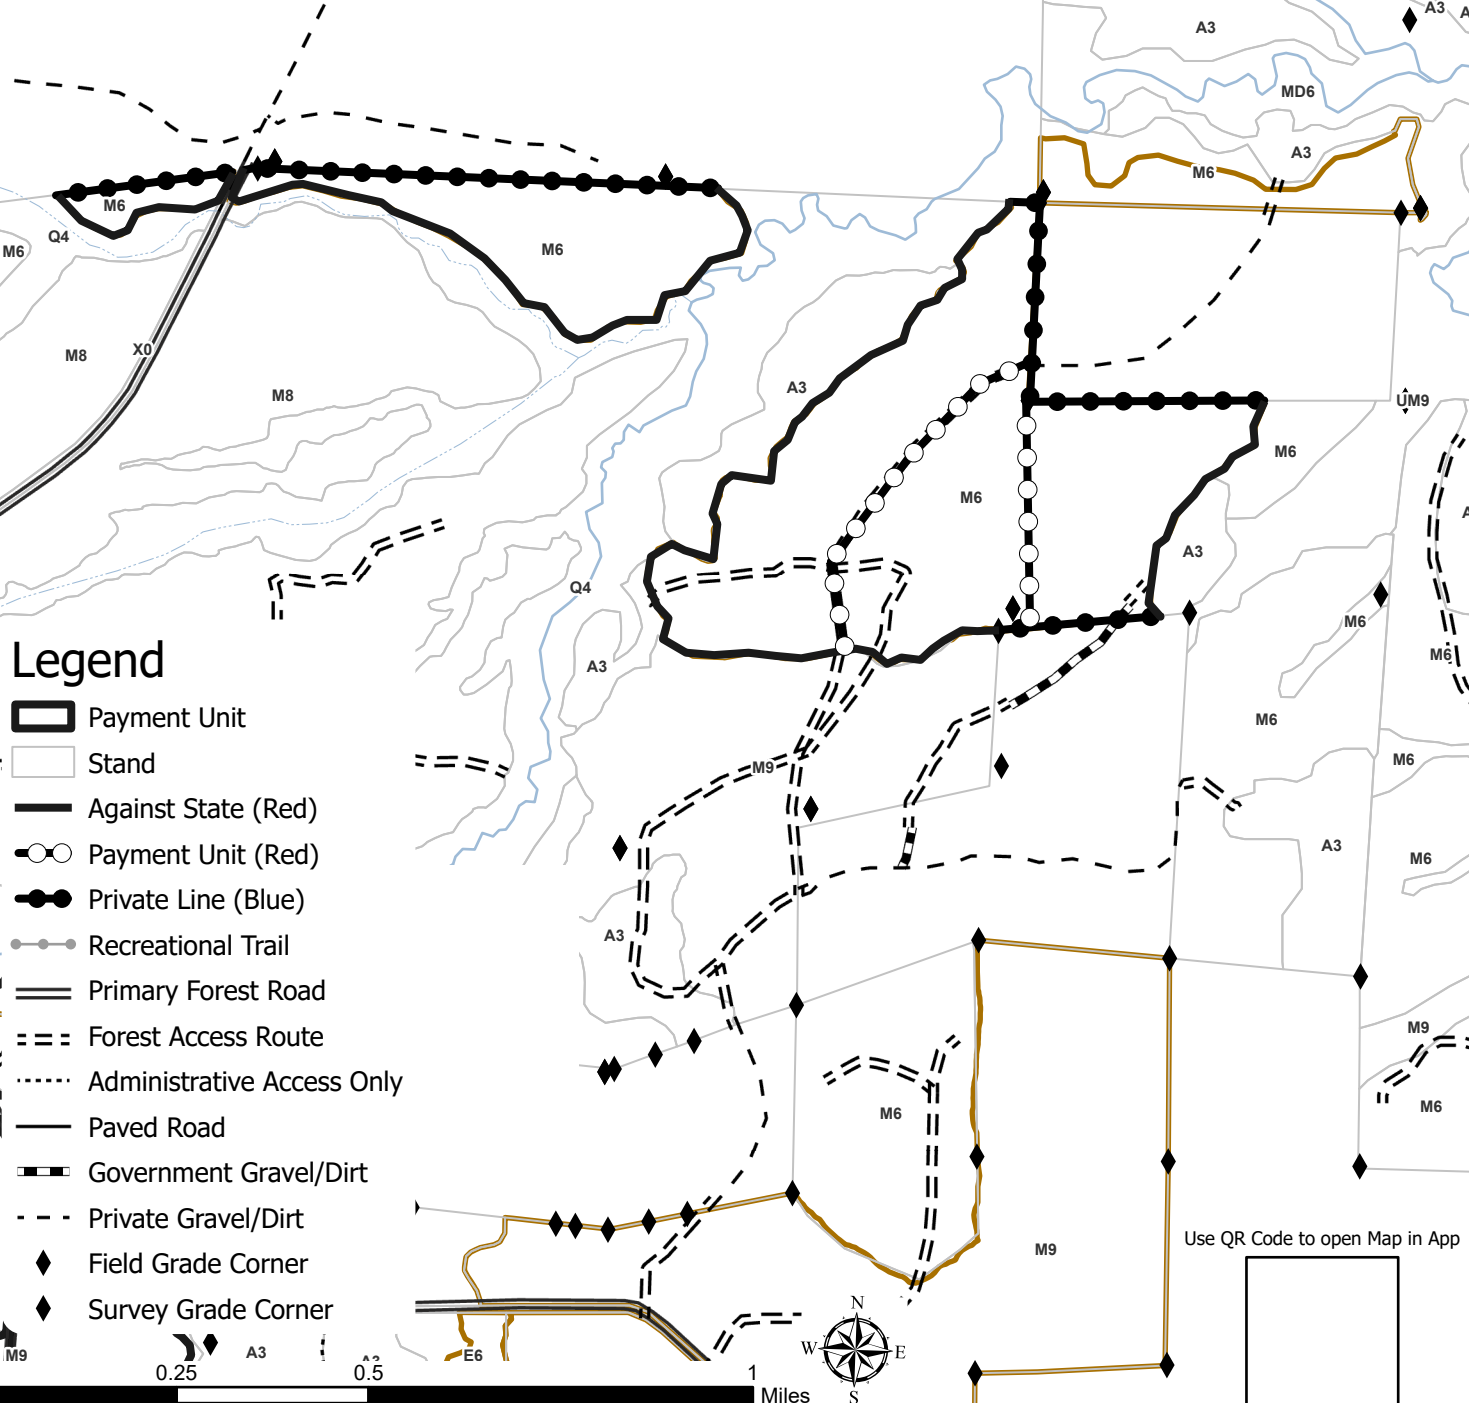 A3
A3
MD6
A3
M6
M6
Q4
M6
M6
M8
X0
M8
A3
UM9
M6
M6
A3
Q4
A3
M6
M6
M6
M6
M9
A3
M6
A3
M9
M6
M6
M9
Legend
Payment Unit
Stand
Against State (Red)
Payment Unit (Red)
Private Line (Blue)
Recreational Trail
Primary Forest Road
Forest Access Route
Administrative Access Only
Paved Road
Government Gravel/Dirt
Private Gravel/Dirt
Field Grade Corner
Survey Grade Corner
Use QR Code to open Map in App
M9
A3
E6
N
W
E
S
0.25
0.5
1
Miles